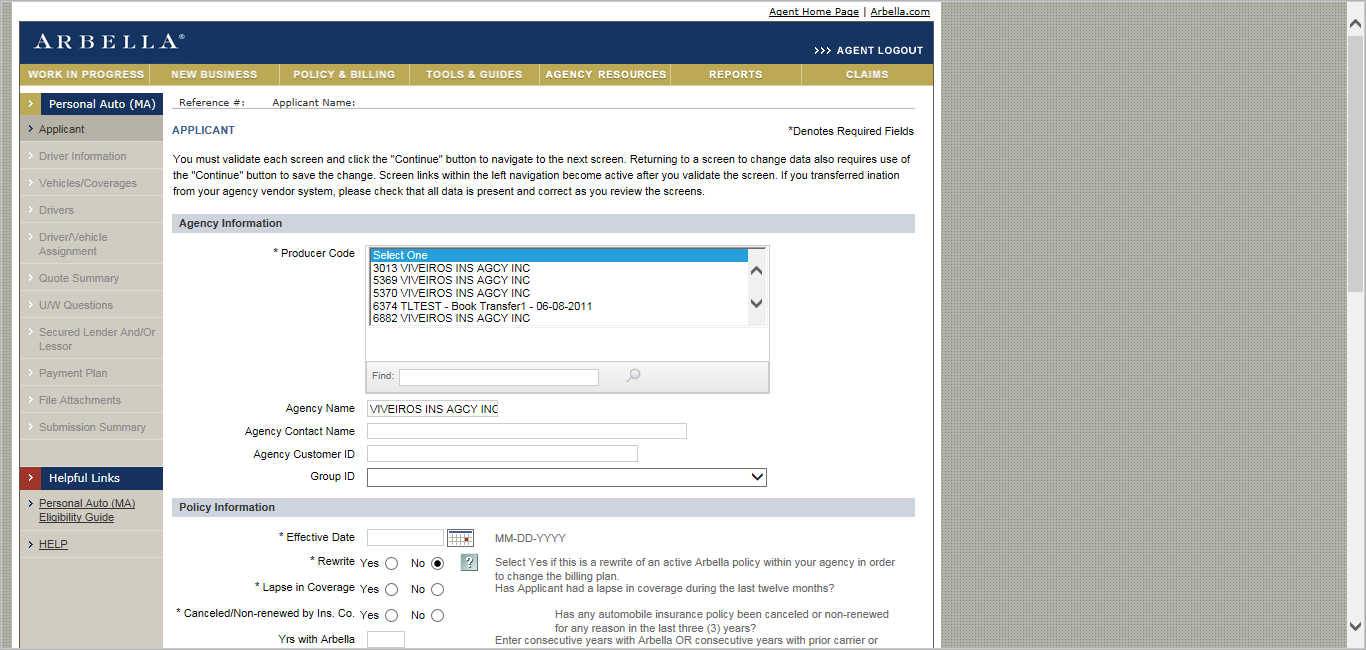 Agent Home Page | Arbella.com
ARBELLA®
>>> AGENT LOGOUT
WORK IN PROGRESS NEW BUSINESS POLICY & BILLING TOOLS & GUIDES AGENCY RESOURCES REPORTS CLAIMS
Personal Auto (MA)
Applicant
Driver Information
Vehicles/Coverages
Drivers
Driver/Vehicle
Assignment
Quote Summary
U/W Questions
Secured Lender And/Or
Lessor
Payment Plan
File Attachments
Submission Summary
Helpful Links
Personal Auto (MA)
Eligibility Guide
HELP
Reference #: Applicant Name:
APPLICANT
*Denotes Required Fields
You must validate each screen and click the "Continue" button to navigate to the next screen. Returning to a screen to change data also requires use of
the "Continue" button to save the change. Screen links within the left navigation become active after you validate the screen. If you transferred ination
from your agency vendor system, please check that all data is present and correct as you review the screens.
Agency Information
* Producer Code
Select One
3013 VIVEIROS INS AGCY INC
5369 VIVEIROS INS AGCY INC
5370 VIVEIROS INS AGCY INC
6374 TLTEST - Book Transfer1 - 06-08-2011
6882 VIVEIROS INS AGCY INC
Find:
Agency Name VIVEIROS INS AGCY INC
Agency Contact Name
Agency Customer ID
Group ID
Policy Information
* Effective Date MM-DD-YYYY
* Rewrite Yes No ? Select Yes if this is a rewrite of an active Arbella policy within your agency in order
to change the billing plan.
* Lapse in Coverage Yes No Has Applicant had a lapse in coverage during the last twelve months?
* Canceled/Non-renewed by Ins. Co. Yes No Has any automobile insurance policy been canceled or non-renewed
for any reason in the last three (3) years?
Yrs with Arbella Enter consecutive years with Arbella OR consecutive years with prior carrier or